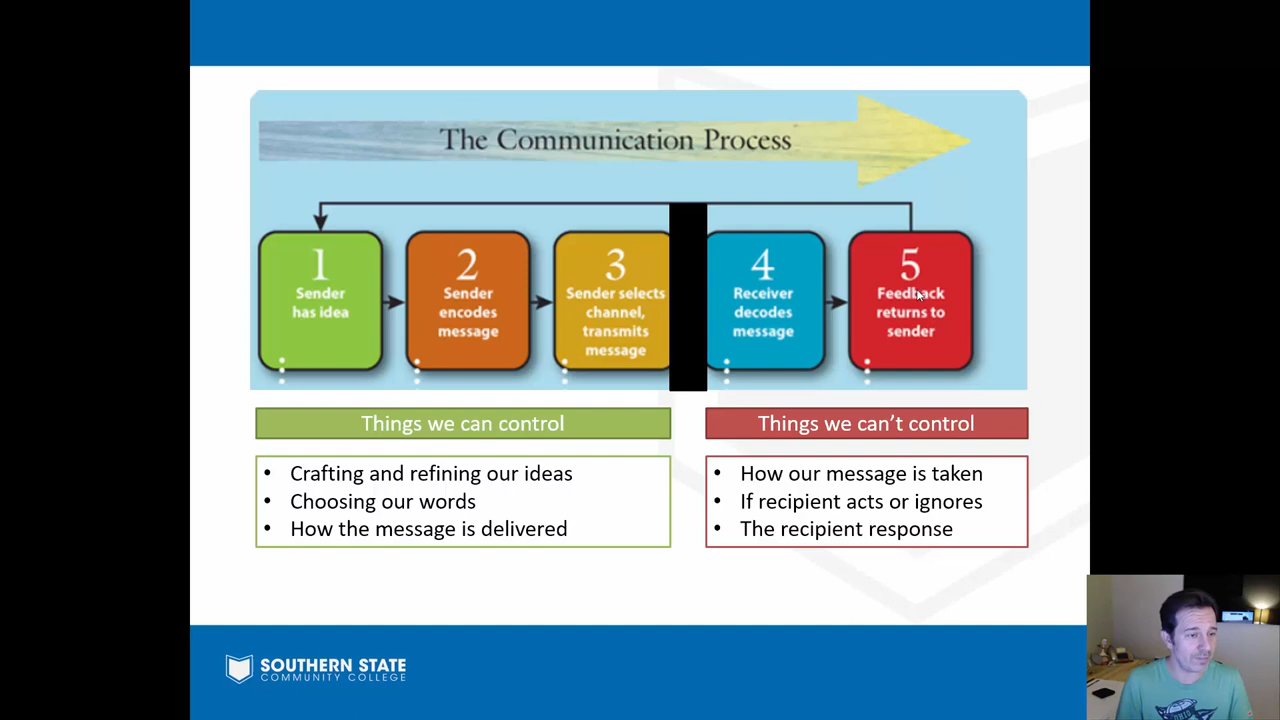 The Communication Process
1
Sender
has idea
2
Sender
encodes
message
3
Sender selects
channel,
transmits
message
4
Receiver
decodes
message
5
Feedback
returns to
sender
Things we can control
• Crafting and refining our ideas
• Choosing our words
• How the message is delivered
Things we can’t control
• How our message is taken
• If recipient acts or ignores
• The recipient response
SOUTHERN STATE
COMMUNITY COLLEGE